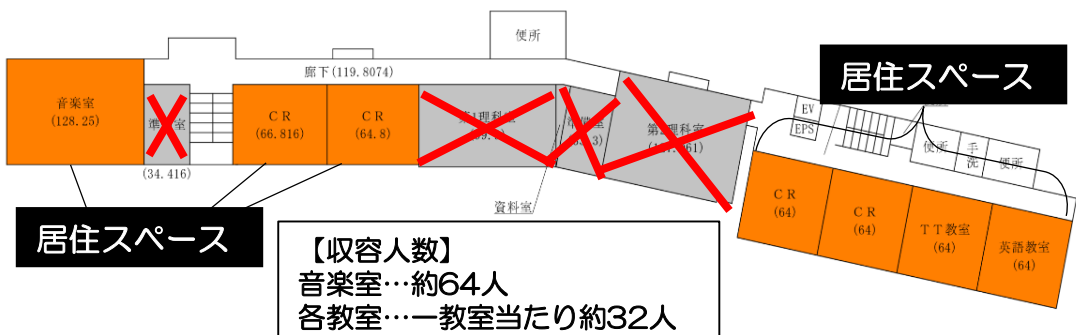 便所
居住スペース
廊下(119.8074)
音楽室
(128.25)
(34.416)
CR
(66.816)
CR
(64.8)
資料室
EV
EPS
便所
手洗
便所
CR
(64)
CR
(64)
TT教室
(64)
英語教室
(64)
居住スペース
【収容人数】
音楽室…約64人
各教室…一教室当たり約32人